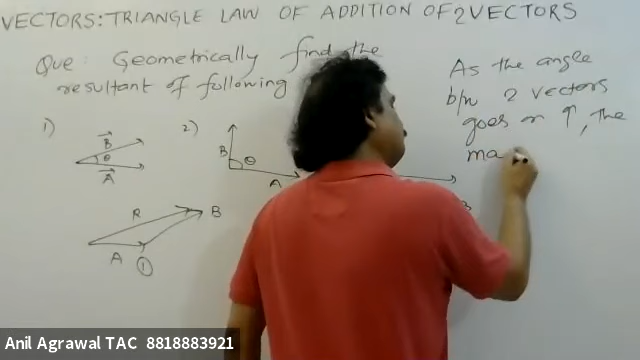 VECTORS: TRIANGLE LAW OF ADDITION OF 2 VECTORS
Que: Geometrically find the
resultant of following
As the angle
b/w 2 vectors
goes on ↑, the
ma
1)
B
θ
A
2)
B
θ
A
B
R
B
A
1
Anil Agrawal TAC 8818883921